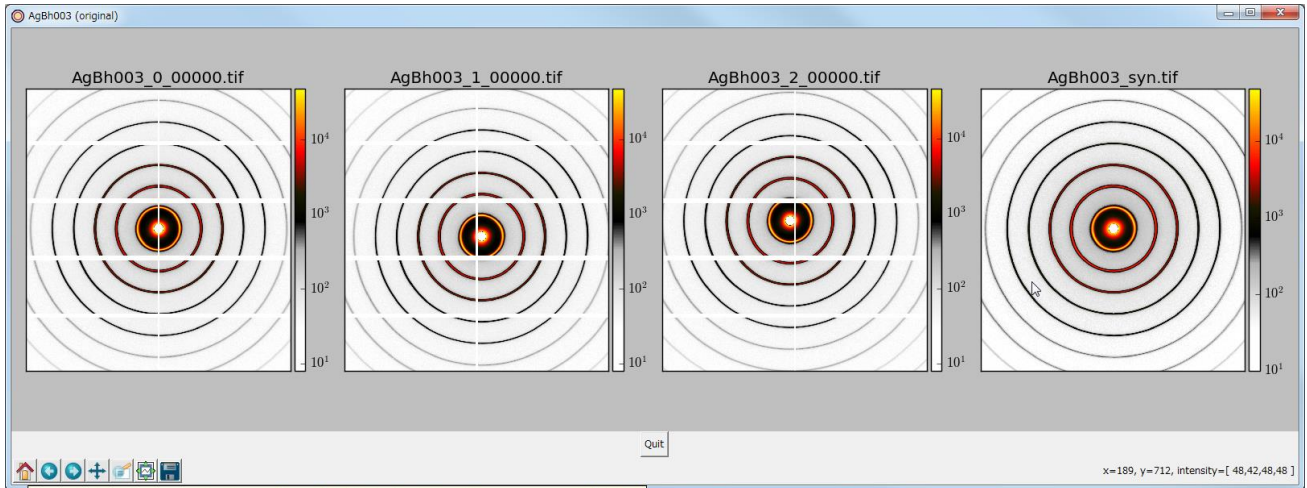 AgBh003 (original)
AgBh003_0_00000.tif
AgBh003_1_00000.tif
AgBh003_2_00000.tif
AgBh003_syn.tif
10⁴
10³
10²
10¹
10⁴
10³
10²
10¹
10⁴
10³
10²
10¹
10⁴
10³
10²
10¹
Quit
x=189, y=712, intensity=[ 48,42,48,48 ]